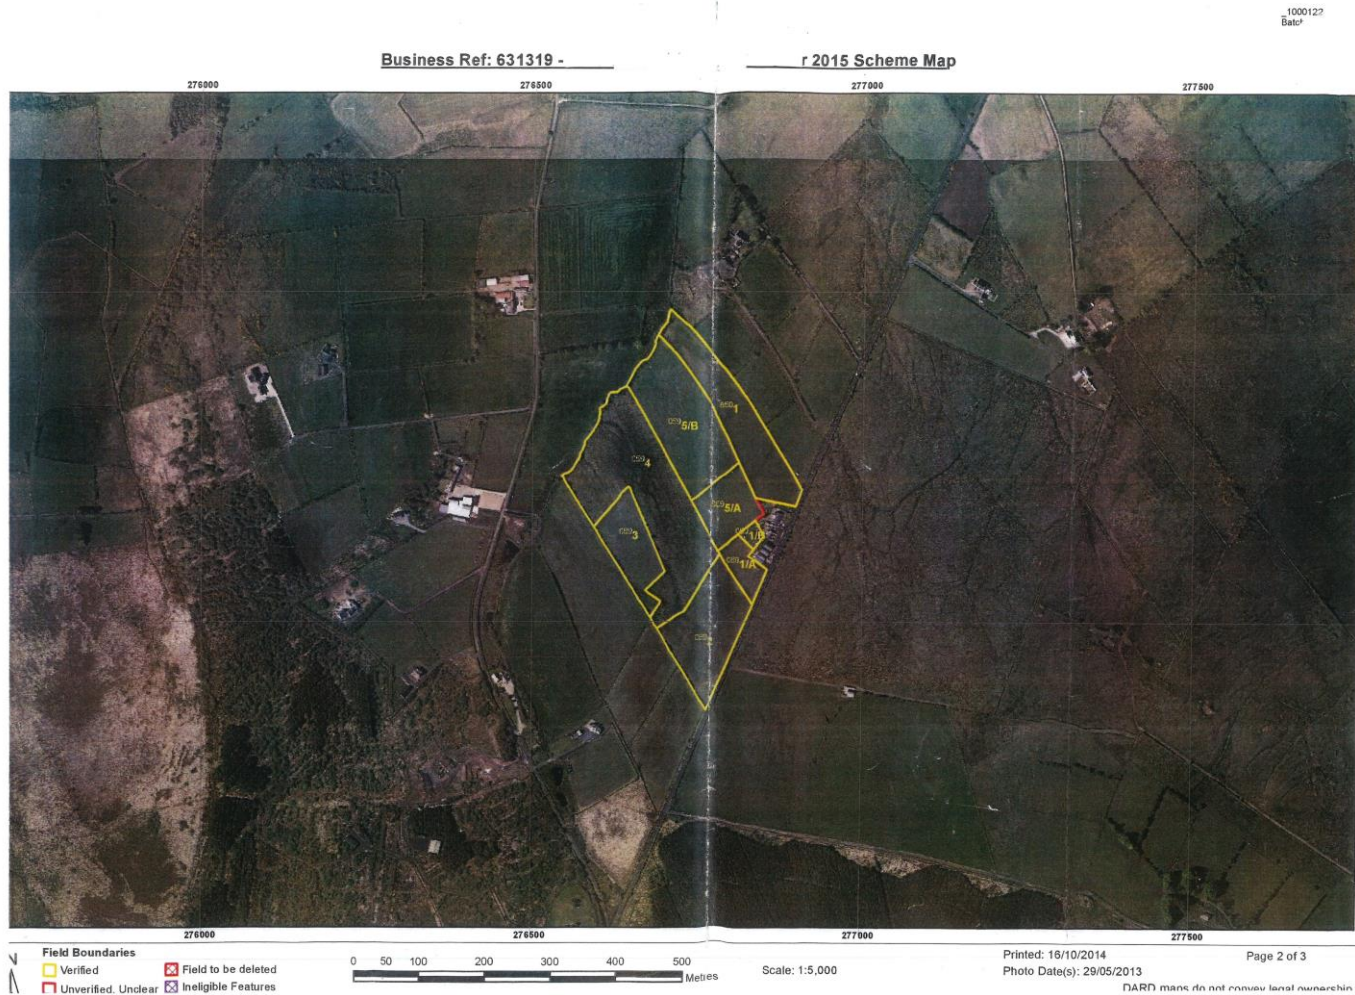 _1000122
Batch
Business Ref: 631319 -
r 2015 Scheme Map
276000 276500 277000 277500
1
5/B
4
5/A
3
1/B
1/A
276000 276500 277000 277500
Field Boundaries
Verified Field to be deleted
Unverified, Unclear Ineligible Features
0 50 100 200 300 400 500
Metres
Scale: 1:5,000
Printed: 16/10/2014 Page 2 of 3
Photo Date(s): 29/05/2013
DARD maps do not convey legal ownership